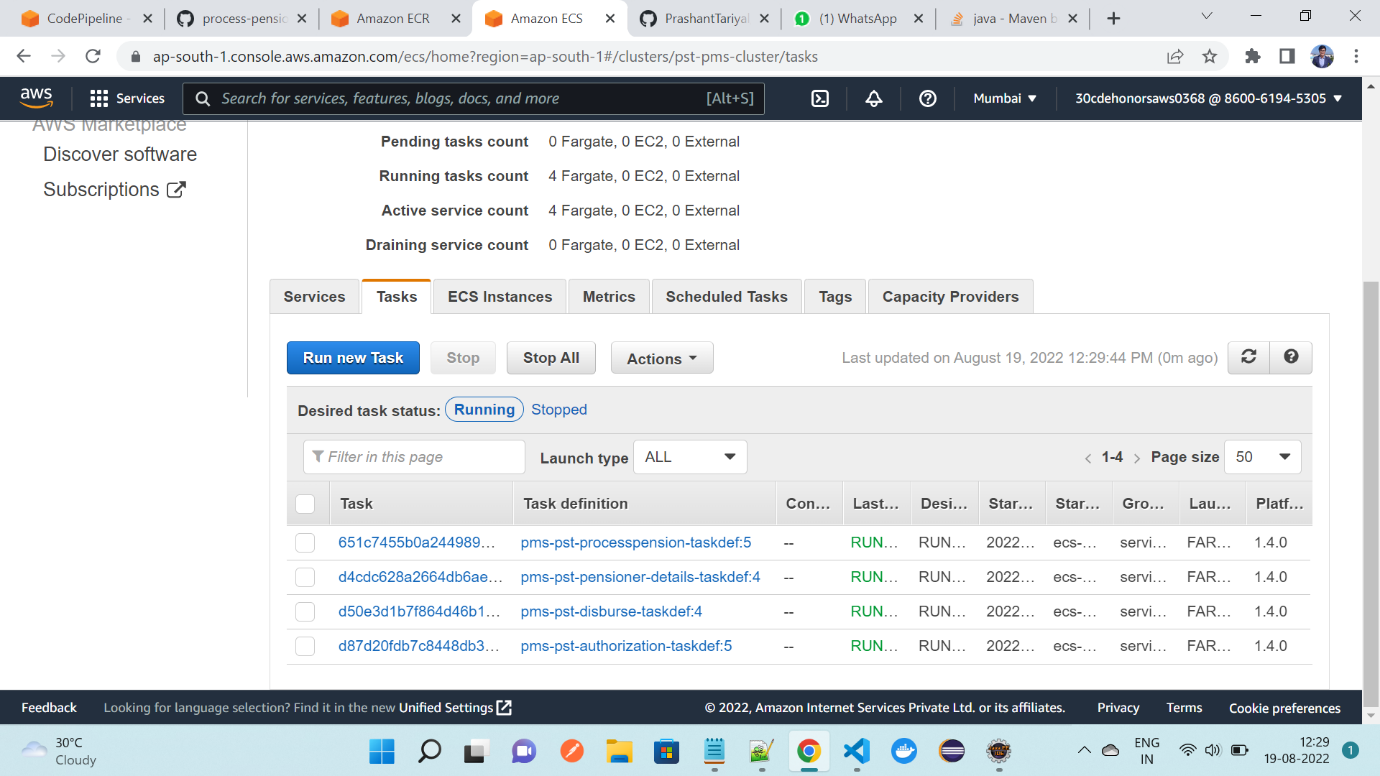 CodePipeline -
process-pensio
Amazon ECR
Amazon ECS
PrashantTariyal
(1) WhatsApp
java - Maven b
ap-south-1.console.aws.amazon.com/ecs/home?region=ap-south-1#/clusters/pst-pms-cluster/tasks
aws
Services
Search for services, features, blogs, docs, and more
[Alt+S]
Mumbai
30cdehonorsaws0368 @ 8600-6194-5305
AWS Marketplace
Discover software
Subscriptions
Pending tasks count 0 Fargate, 0 EC2, 0 External
Running tasks count 4 Fargate, 0 EC2, 0 External
Active service count 4 Fargate, 0 EC2, 0 External
Draining service count 0 Fargate, 0 EC2, 0 External
Services Tasks ECS Instances Metrics Scheduled Tasks Tags Capacity Providers
Run new Task Stop Stop All Actions Last updated on August 19, 2022 12:29:44 PM (0m ago)
Desired task status: Running Stopped
Filter in this page Launch type ALL 1-4 Page size 50
Task Task definition Con... Last... Desi... Star... Star... Gro... Lau... Platf...
651c7455b0a244989... pms-pst-processpension-taskdef:5 -- RUN... RUN... 2022... ecs-... servi... FAR... 1.4.0
d4cdc628a2664db6ae... pms-pst-pensioner-details-taskdef:4 -- RUN... RUN... 2022... ecs-... servi... FAR... 1.4.0
d50e3d1b7f864d46b1... pms-pst-disburse-taskdef:4 -- RUN... RUN... 2022... ecs-... servi... FAR... 1.4.0
d87d20fdb7c8448db3... pms-pst-authorization-taskdef:5 -- RUN... RUN... 2022... ecs-... servi... FAR... 1.4.0
Feedback Looking for language selection? Find it in the new Unified Settings © 2022, Amazon Internet Services Private Ltd. or its affiliates. Privacy Terms Cookie preferences
30°C
Cloudy
ENG
IN
12:29
19-08-2022
1